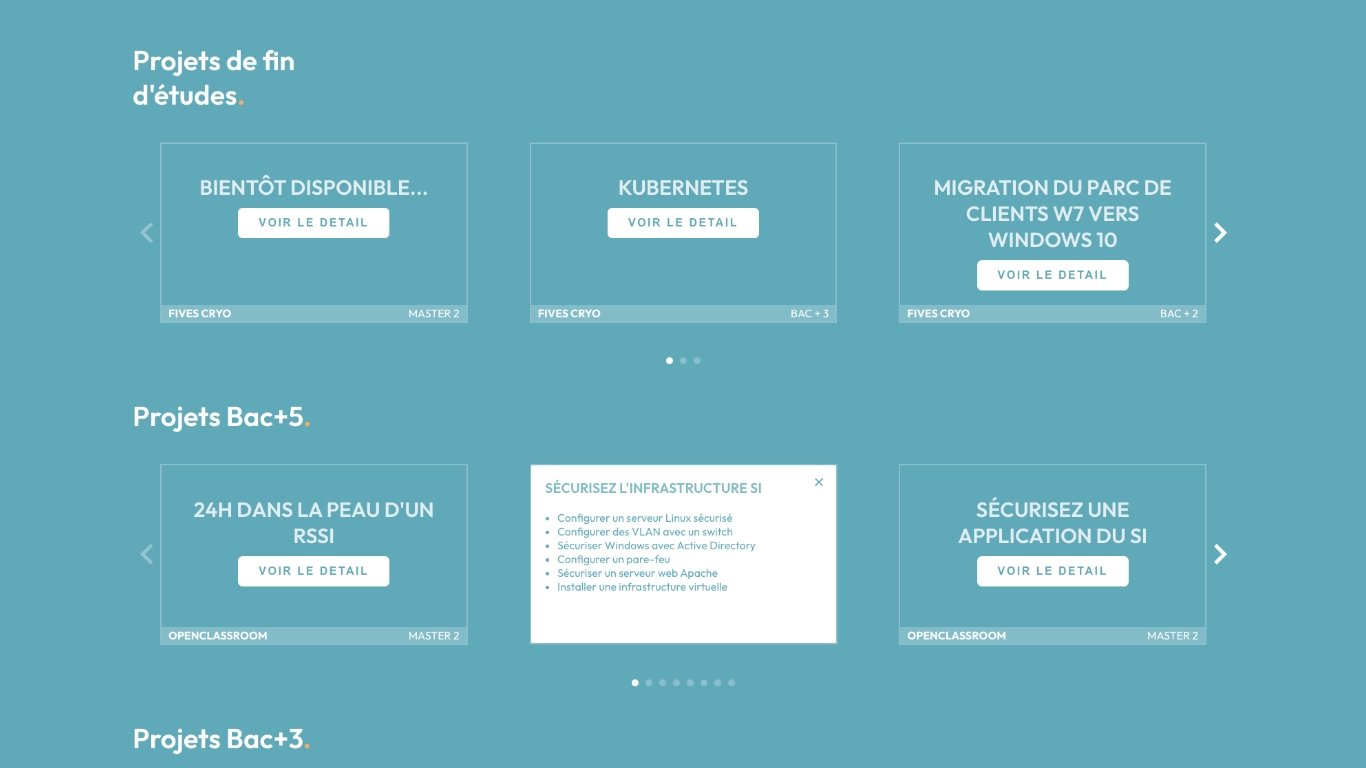 Projets de fin
d'études.
BIENTÔT DISPONIBLE...
VOIR LE DETAIL
FIVES CRYO
MASTER 2
KUBERNETES
VOIR LE DETAIL
FIVES CRYO
BAC + 3
MIGRATION DU PARC DE
CLIENTS W7 VERS
WINDOWS 10
VOIR LE DETAIL
FIVES CRYO
BAC + 2
Projets Bac+5.
24H DANS LA PEAU D'UN
RSSI
VOIR LE DETAIL
OPENCLASSROOM
MASTER 2
SÉCURISEZ L'INFRASTRUCTURE SI
• Configurer un serveur Linux sécurisé
• Configurer des VLAN avec un switch
• Sécuriser Windows avec Active Directory
• Configurer un pare-feu
• Sécuriser un serveur web Apache
• Installer une infrastructure virtuelle
SÉCURISEZ UNE
APPLICATION DU SI
VOIR LE DETAIL
OPENCLASSROOM
MASTER 2
Projets Bac+3.